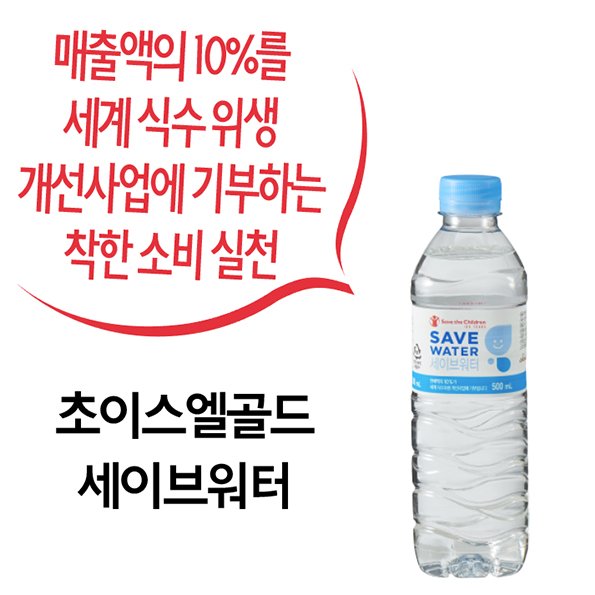 매출액의 10%를
세계 식수 위생
개선사업에 기부하는
착한 소비 실천
초이스엘골드
세이브워터
Save the Children
SAVE
WATER
세이브워터
500 mL